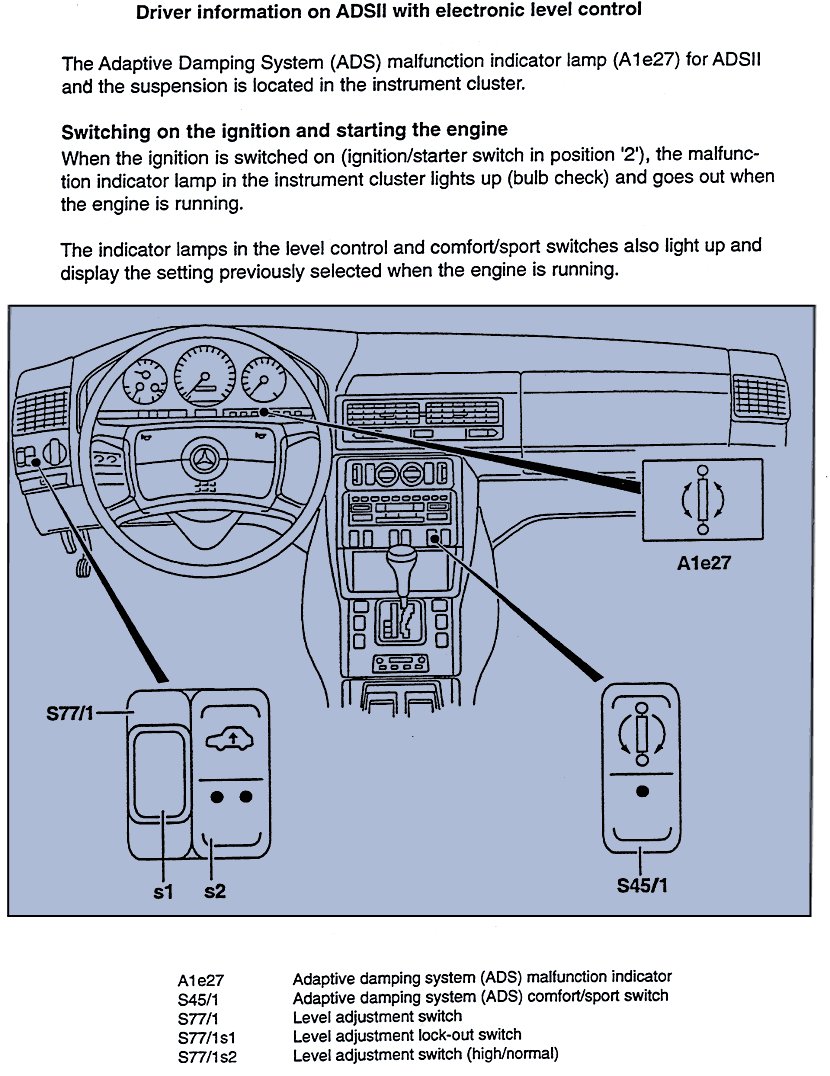 Driver information on ADSII with electronic level control
The Adaptive Damping System (ADS) malfunction indicator lamp (A1e27) for ADSII
and the suspension is located in the instrument cluster.
Switching on the ignition and starting the engine
When the ignition is switched on (ignition/starter switch in position '2'), the malfunc-
tion indicator lamp in the instrument cluster lights up (bulb check) and goes out when
the engine is running.
The indicator lamps in the level control and comfort/sport switches also light up and
display the setting previously selected when the engine is running.
A1e27
S77/1
s1
s2
S45/1
A1e27 Adaptive damping system (ADS) malfunction indicator
S45/1 Adaptive damping system (ADS) comfort/sport switch
S77/1 Level adjustment switch
S77/1s1 Level adjustment lock-out switch
S77/1s2 Level adjustment switch (high/normal)